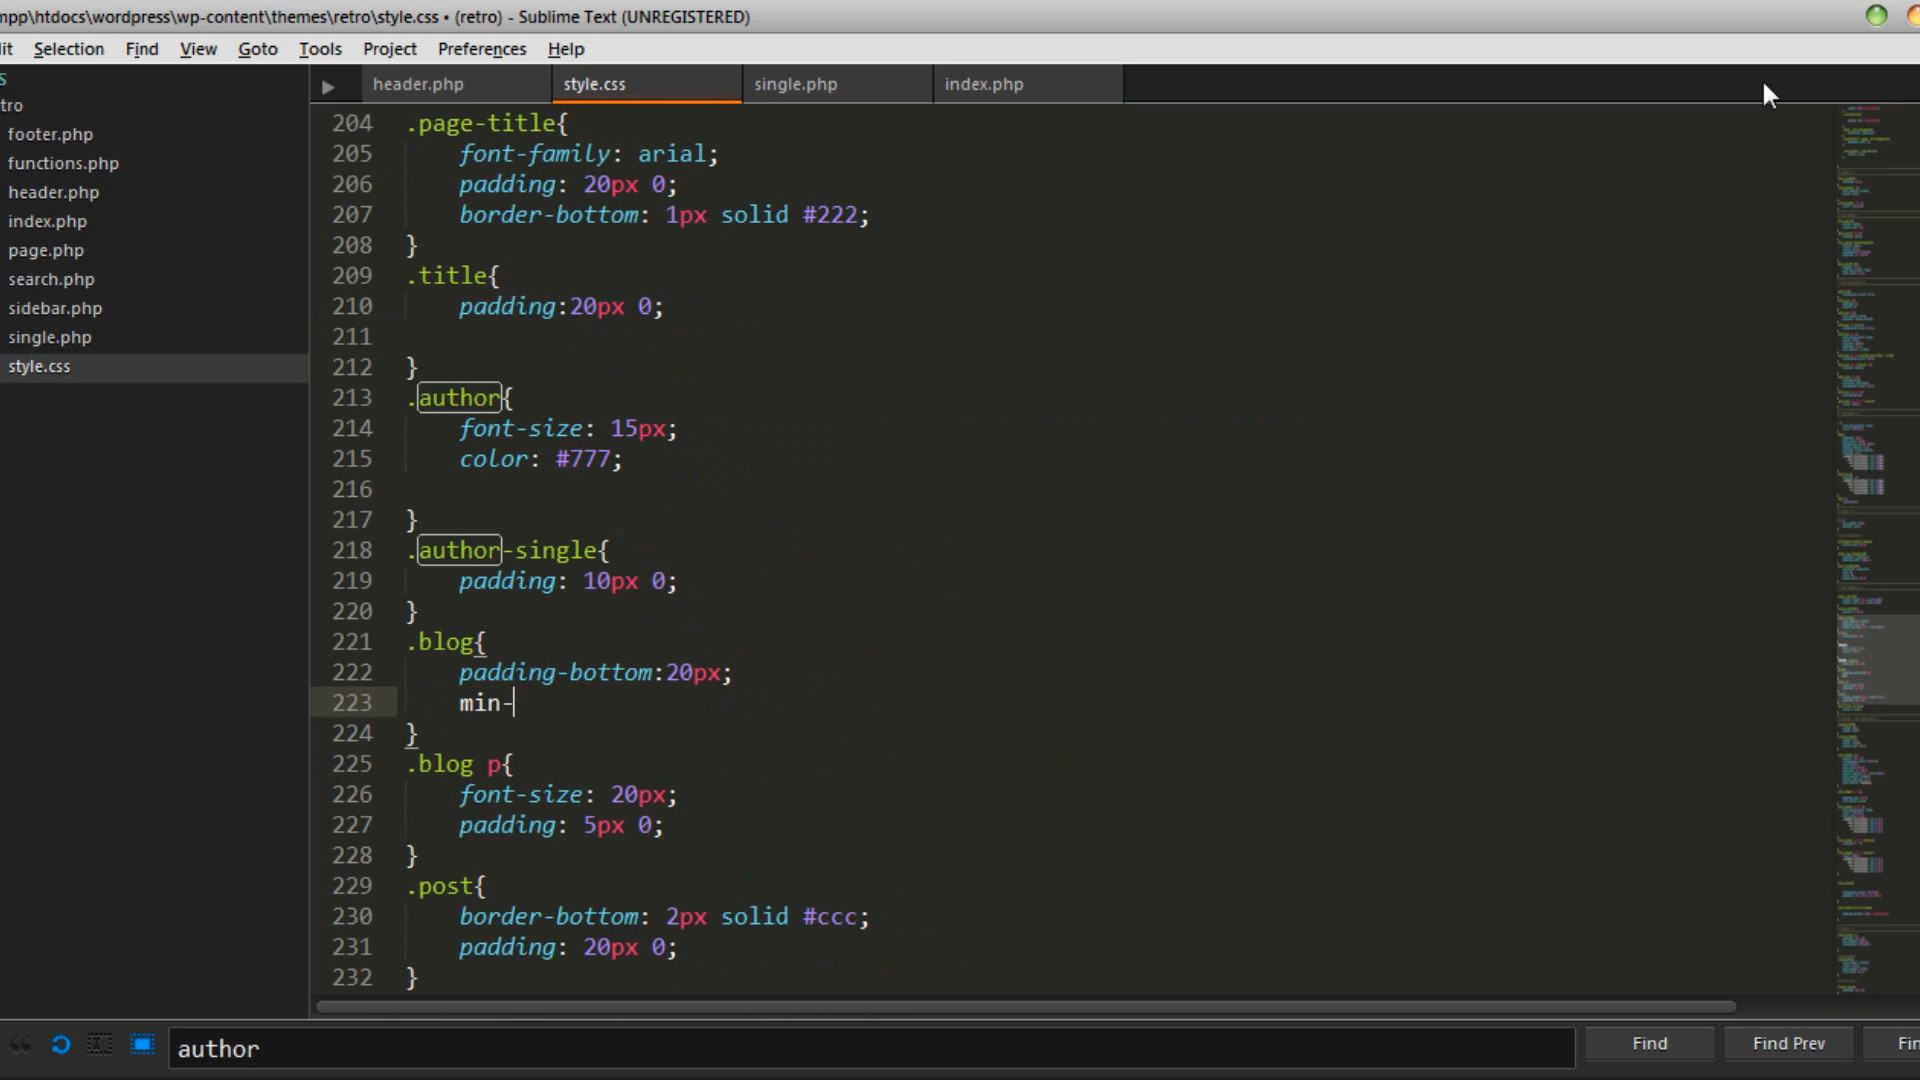 mpp\htdocs\wordpress\wp-content\themes\retro\style.css • (retro) - Sublime Text (UNREGISTERED)
it Selection Find View Goto Tools Project Preferences Help
S
tro
footer.php
functions.php
header.php
index.php
page.php
search.php
sidebar.php
single.php
style.css
header.php style.css single.php index.php
204 .page-title{
205 font-family: arial;
206 padding: 20px 0;
207 border-bottom: 1px solid #222;
208 }
209 .title{
210 padding:20px 0;
211
212 }
213 .author{
214 font-size: 15px;
215 color: #777;
216
217 }
218 .author-single{
219 padding: 10px 0;
220 }
221 .blog{
222 padding-bottom:20px;
223 min-
224 }
225 .blog p{
226 font-size: 20px;
227 padding: 5px 0;
228 }
229 .post{
230 border-bottom: 2px solid #ccc;
231 padding: 20px 0;
232 }
author Find Find Prev Fin